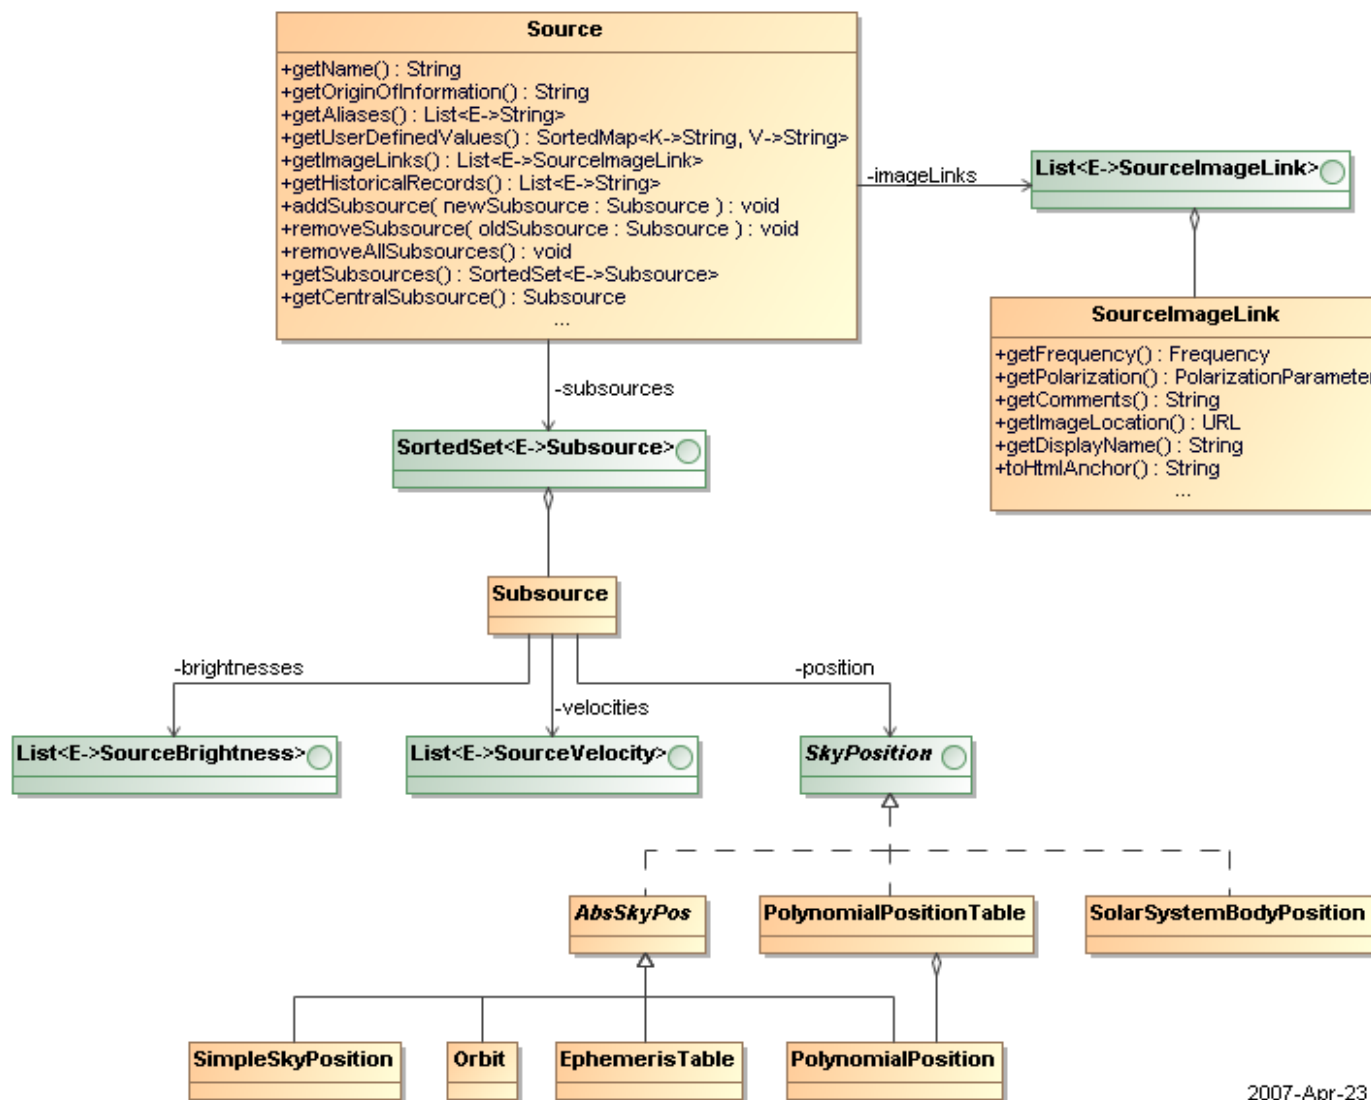 Source
+getName() : String
+getOriginOfInformation() : String
+getAliases() : List<E->String>
+getUserDefinedValues() : SortedMap<K->String, V->String>
+getImageLinks() : List<E->SourceImageLink>
+getHistoricalRecords() : List<E->String>
+addSubsource( newSubsource : Subsource ) : void
+removeSubsource( oldSubsource : Subsource ) : void
+removeAllSubsources() : void
+getSubsources() : SortedSet<E->Subsource>
+getCentralSubsource() : Subsource
...
-imageLinks
List<E->SourceImageLink>
SourceImageLink
+getFrequency() : Frequency
+getPolarization() : PolarizationParameter
+getComments() : String
+getImageLocation() : URL
+getDisplayName() : String
+toHtmlAnchor() : String
...
-subsources
SortedSet<E->Subsource>
Subsource
-brightnesses
-velocities
-position
List<E->SourceBrightness>
List<E->SourceVelocity>
SkyPosition
AbsSkyPos
PolynomialPositionTable
SolarSystemBodyPosition
SimpleSkyPosition
Orbit
EphemerisTable
PolynomialPosition
2007-Apr-23